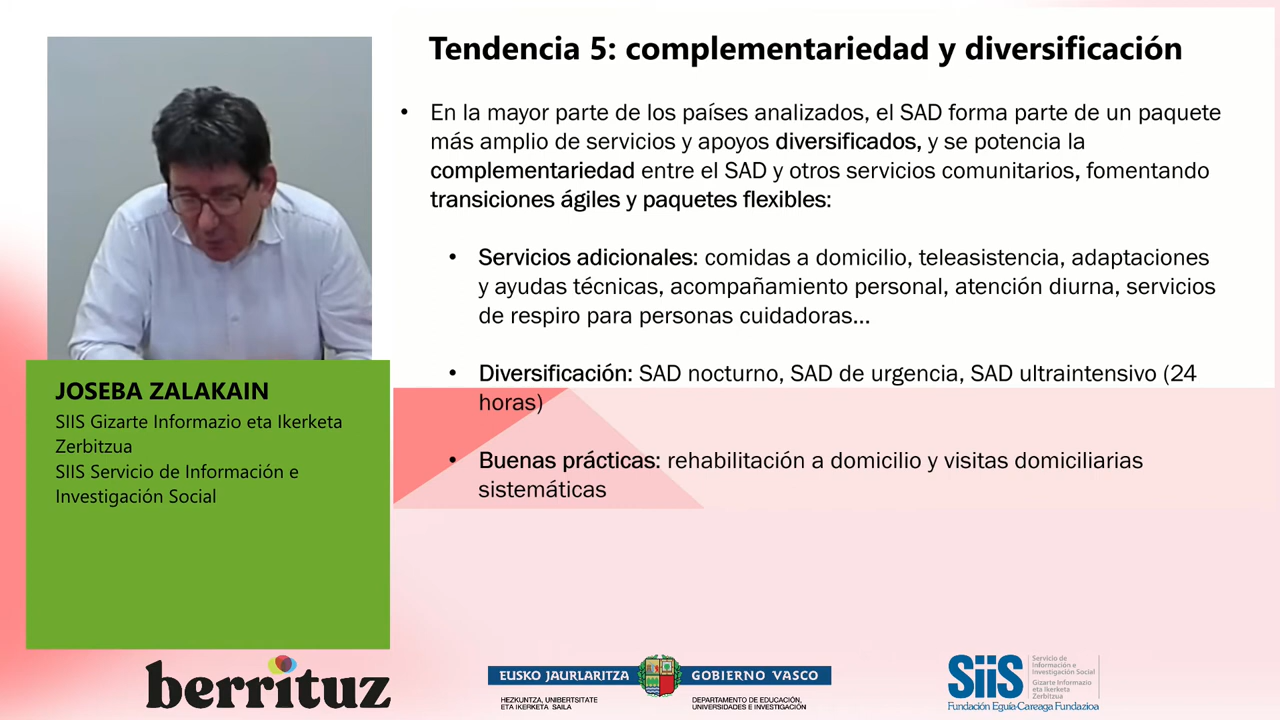 Tendencia 5: complementariedad y diversificación
• En la mayor parte de los países analizados, el SAD forma parte de un paquete
más amplio de servicios y apoyos diversificados, y se potencia la
complementariedad entre el SAD y otros servicios comunitarios, fomentando
transiciones ágiles y paquetes flexibles:
• Servicios adicionales: comidas a domicilio, teleasistencia, adaptaciones
y ayudas técnicas, acompañamiento personal, atención diurna, servicios
de respiro para personas cuidadoras...
• Diversificación: SAD nocturno, SAD de urgencia, SAD ultraintensivo (24
horas)
• Buenas prácticas: rehabilitación a domicilio y visitas domiciliarias
sistemáticas
JOSEBA ZALAKAIN
SIIS Gizarte Informazio eta Ikerketa
Zerbitzua
SIIS Servicio de Información e
Investigación Social
berrituz
EUSKO JAURLARITZA
GOBIERNO VASCO
HEZKUNTZA, UNIBERTSITATE
ETA IKERKETA SAILA
DEPARTAMENTO DE EDUCACIÓN,
UNIVERSIDADES E INVESTIGACIÓN
SiiS
Servicio de
Información e
Investigación Social
Gizarte Informazio
eta Ikerketa
Zerbitzua
Fundación Eguía-Careaga Fundazioa